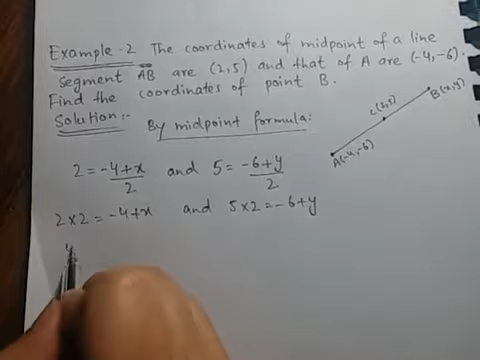 Example-2 The coordinates of midpoint of a line
segment AB are (2,5) and that of A are (-4,-6).
Find the coordinates of point B.
Solution:-
By midpoint formula:
B(x,y)
C(2,5)
A(-4,-6)
2 = -4+x/2 and 5 = -6+y/2
2×2 = -4+x and 5×2 = -6+y
4